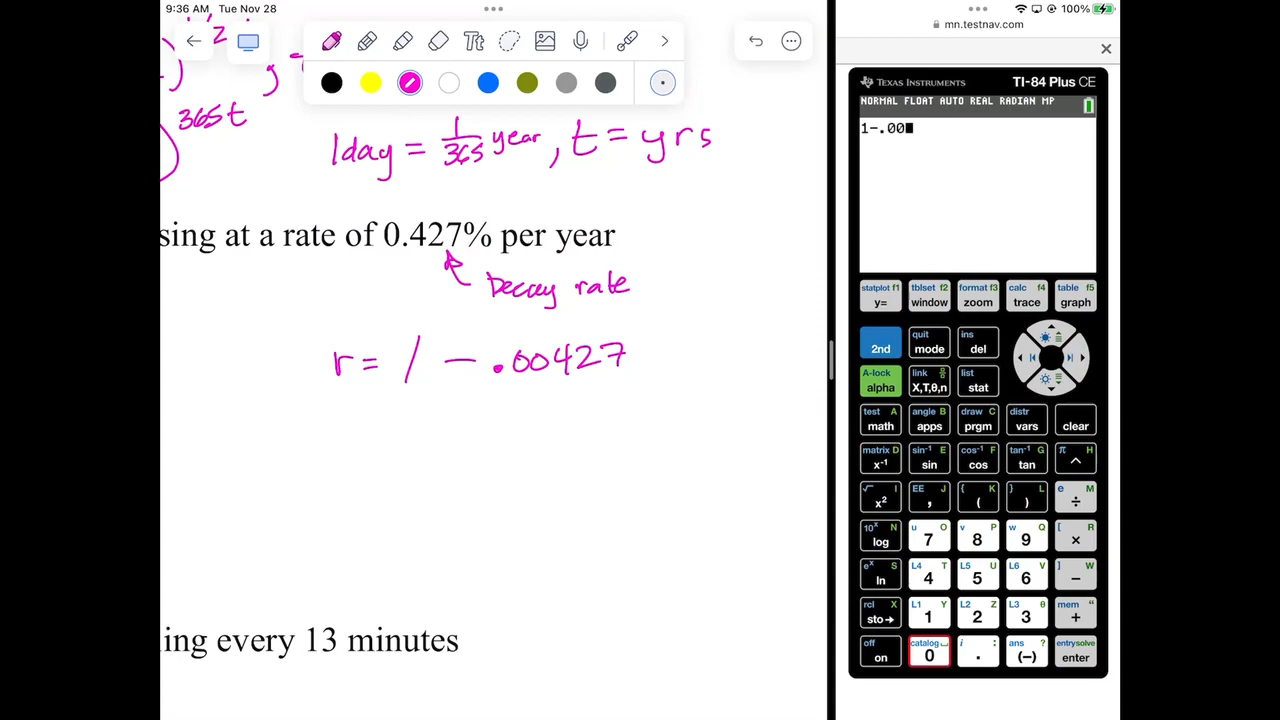 9:36 AM Tue Nov 28
100%
mn.testnav.com
Tt
365t
1day = 1/365 year, t = yrs
sing at a rate of 0.427% per year
Decay rate
r = 1 - .00427
ing every 13 minutes
TEXAS INSTRUMENTS TI-84 Plus CE
NORMAL FLOAT AUTO REAL RADIAN MP
1-.00
statplot f1 tblset f2 format f3 calc f4 table f5
y= window zoom trace graph
quit ins
2nd mode del
A-lock link list
alpha X,T,θ,n stat
test A angle B draw C distr
math apps prgm vars clear
matrix D sin⁻¹ E cos⁻¹ F tan⁻¹ G π H
x⁻¹ sin cos tan ^
√ I EE J { K } L e M
x² , ( ) ÷
10ˣ N u O v P w Q [ R
log 7 8 9 ×
eˣ S L4 T L5 U L6 V ] W
ln 4 5 6 −
rcl X L1 Y L2 Z L3 θ mem "
sto→ 1 2 3 +
off catalog i : ans ? entry solve
on 0 . (−) enter